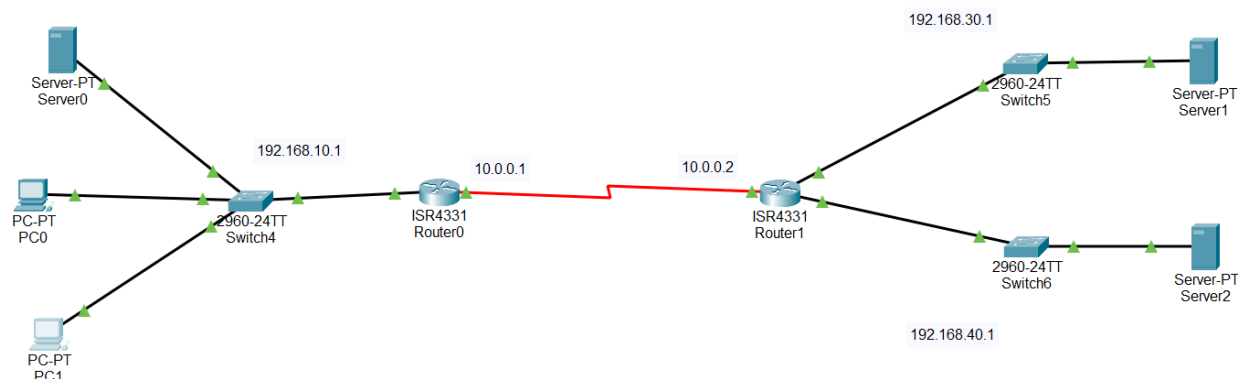 192.168.30.1
Server-PT
Server0
2960-24TT
Switch5
Server-PT
Server1
192.168.10.1
10.0.0.1
10.0.0.2
PC-PT
PC0
2960-24TT
Switch4
ISR4331
Router0
ISR4331
Router1
2960-24TT
Switch6
Server-PT
Server2
192.168.40.1
PC-PT
PC1